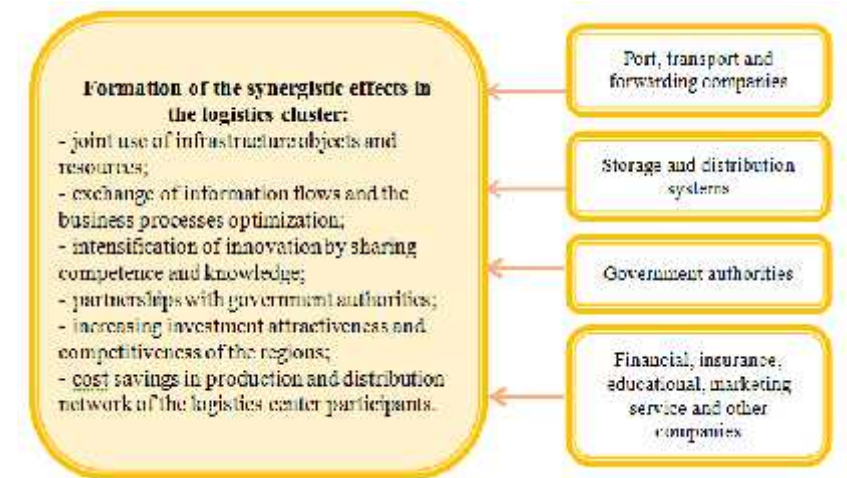 Formation of the synergistic effects in
the logistics cluster:
- joint use of infrastructure objects and
resources;
- exchange of information flows and the
business processes optimization;
- intensification of innovation by sharing
competence and knowledge;
- partnerships with government authorities;
- increasing investment attractiveness and
competitiveness of the regions;
- cost savings in production and distribution
network of the logistics center participants.
Port, transport and
forwarding companies
Storage and distribution
systems
Government authorities
Financial, insurance,
educational, marketing
service and other
companies